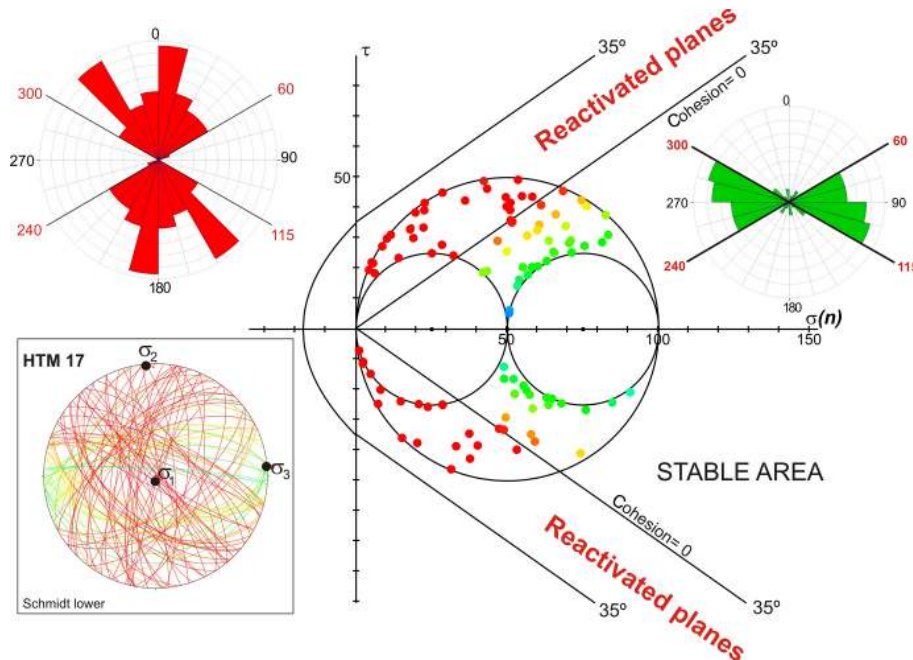 0
300
60
270
90
240
115
180
τ
35º
Reactivated planes
35º
Cohesion= 0
50
0
300
60
270
90
240
115
180
σ(n)
0
50
100
150
HTM 17
σ2
σ1
σ3
Schmidt lower
STABLE AREA
Cohesion= 0
Reactivated planes
35º
35º